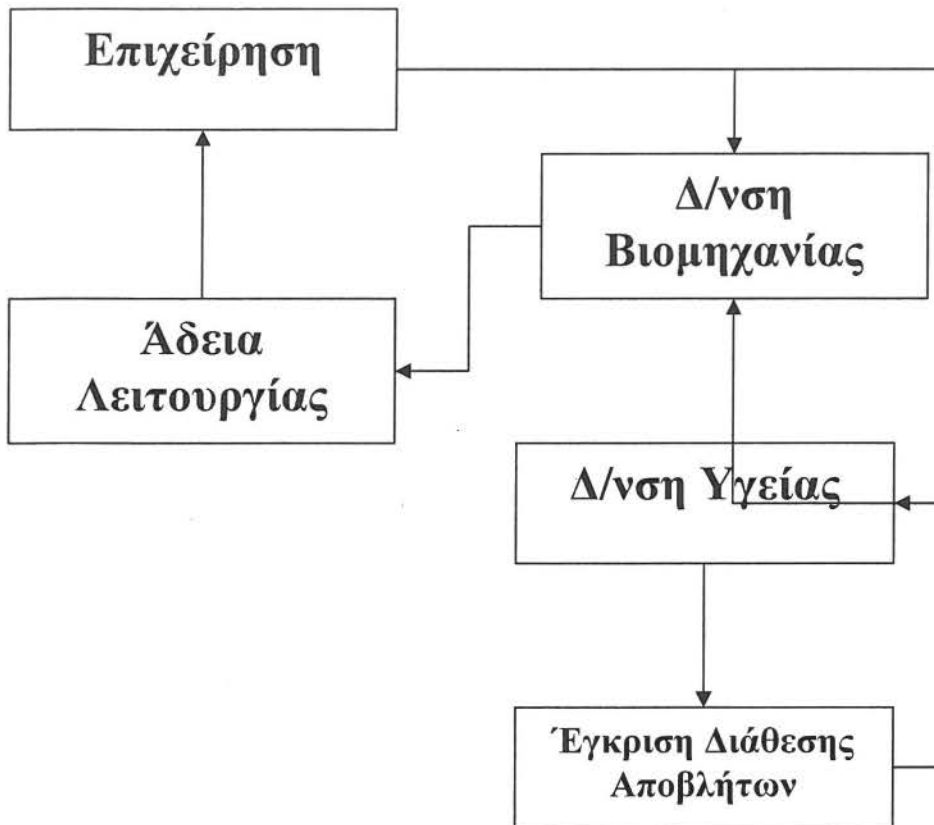 Επιχείρηση
Δ/νση
Βιομηχανίας
Άδεια
Λειτουργίας
Δ/νση Υγείας
Έγκριση Διάθεσης
Αποβλήτων